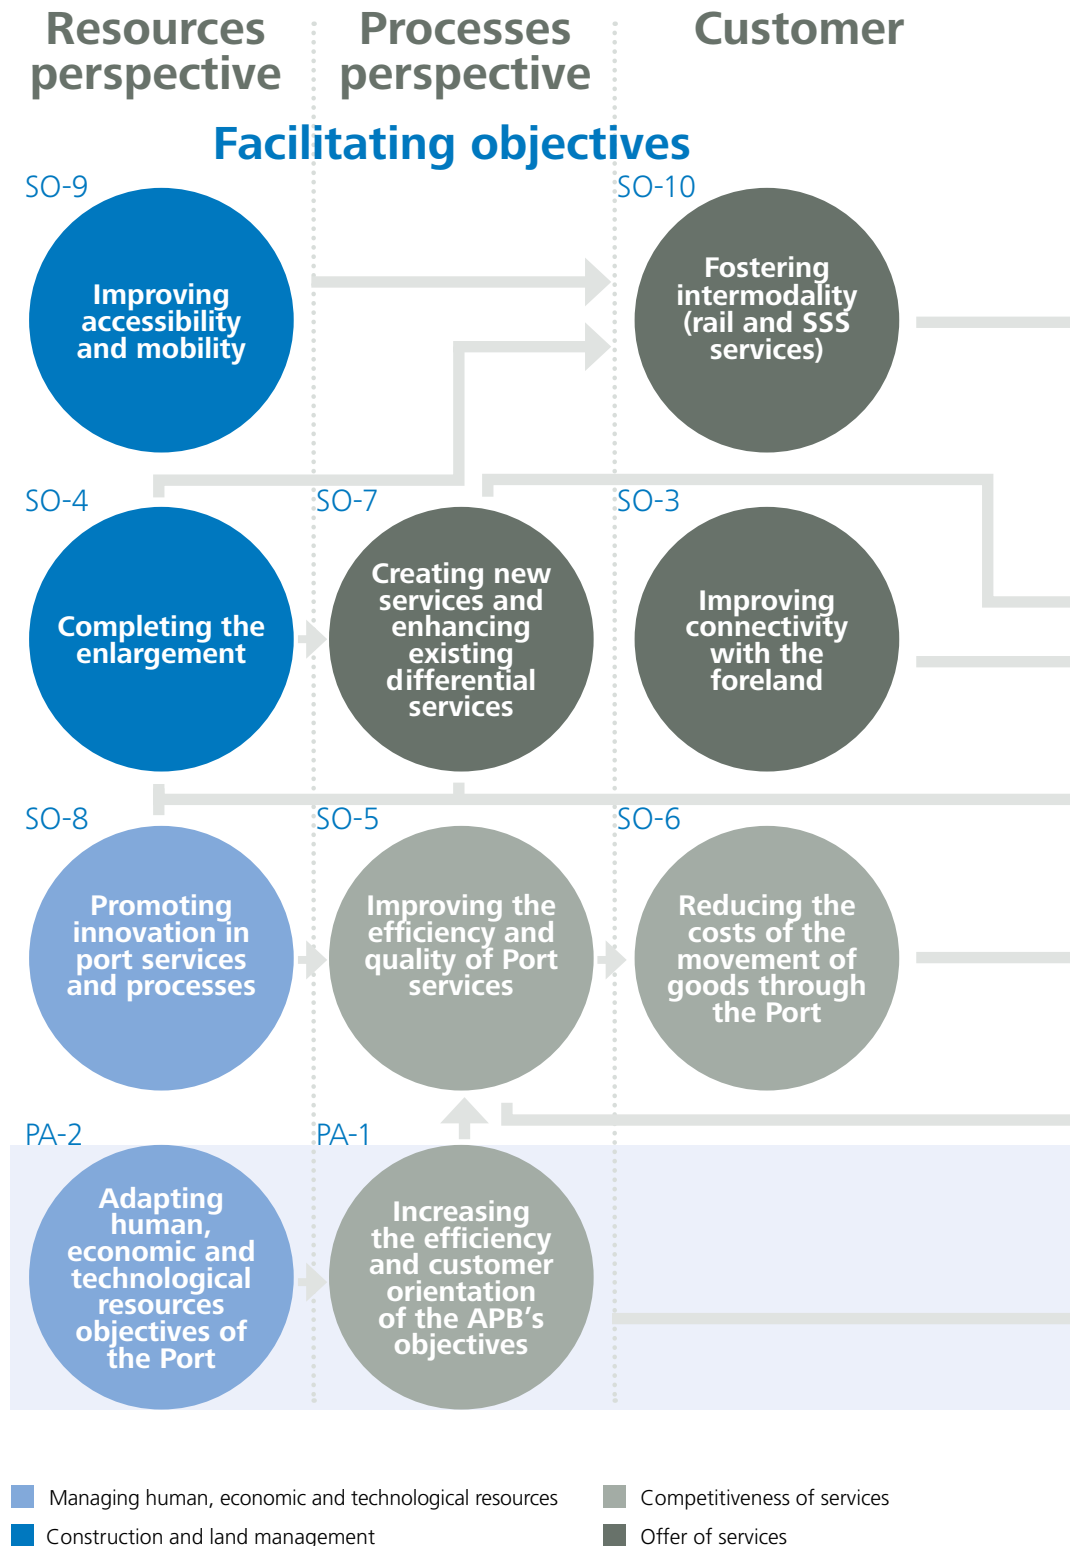 Resources
perspective
Processes
perspective
Customer
Facilitating objectives
SO-9
Improving
accessibility
and mobility
SO-10
Fostering
intermodality
(rail and SSS
services)
SO-4
Completing the
enlargement
SO-7
Creating new
services and
enhancing
existing
differential
services
SO-3
Improving
connectivity
with the
foreland
SO-8
Promoting
innovation in
port services
and processes
SO-5
Improving the
efficiency and
quality of Port
services
SO-6
Reducing the
costs of the
movement of
goods through
the Port
PA-2
Adapting
human,
economic and
technological
resources
objectives of
the Port
PA-1
Increasing
the efficiency
and customer
orientation
of the APB’s
objectives
Managing human, economic and technological resources
Construction and land management
Competitiveness of services
Offer of services